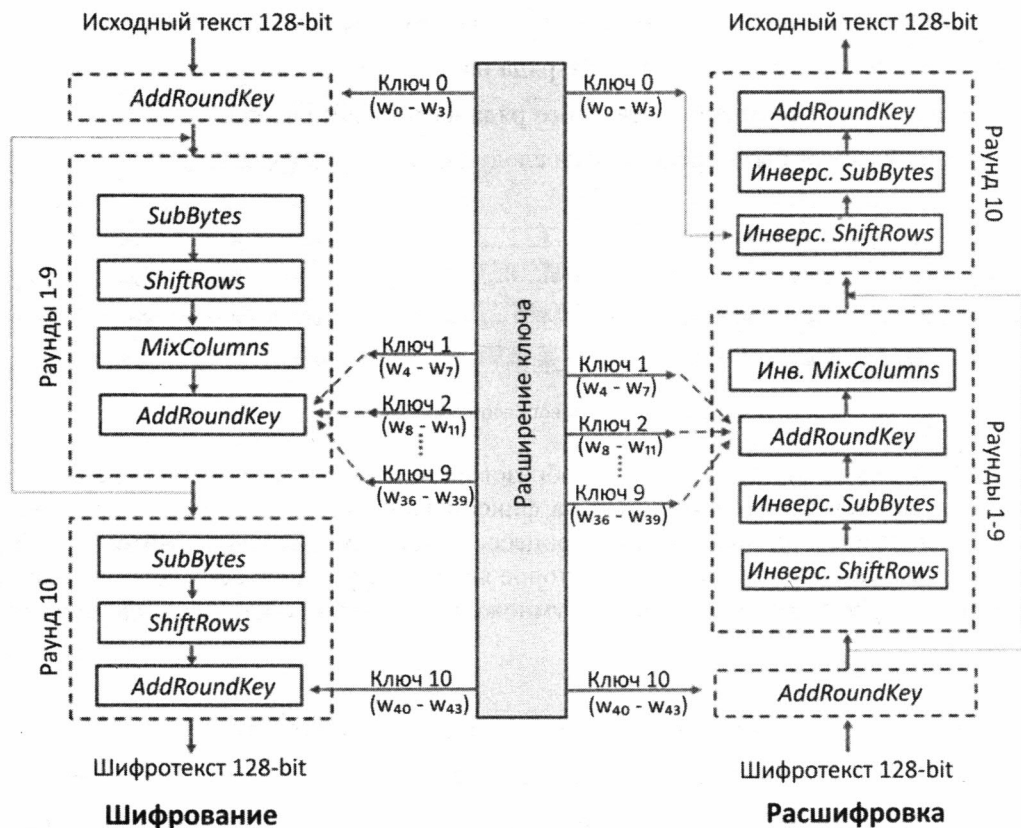 Исходный текст 128-bit
AddRoundKey
Раунды 1-9
SubBytes
ShiftRows
MixColumns
AddRoundKey
Раунд 10
SubBytes
ShiftRows
AddRoundKey
Шифротекст 128-bit
Шифрование
Ключ 0
(w₀ - w₃)
Ключ 1
(w₄ - w₇)
Ключ 2
(w₈ - w₁₁)
Ключ 9
(w₃₆ - w₃₉)
Ключ 10
(w₄₀ - w₄₃)
Расширение ключа
Ключ 0
(w₀ - w₃)
Ключ 1
(w₄ - w₇)
Ключ 2
(w₈ - w₁₁)
Ключ 9
(w₃₆ - w₃₉)
Ключ 10
(w₄₀ - w₄₃)
Исходный текст 128-bit
AddRoundKey
Инверс. SubBytes
Инверс. ShiftRows
Раунд 10
Инв. MixColumns
AddRoundKey
Инверс. SubBytes
Инверс. ShiftRows
Раунды 1-9
AddRoundKey
Шифротекст 128-bit
Расшифровка